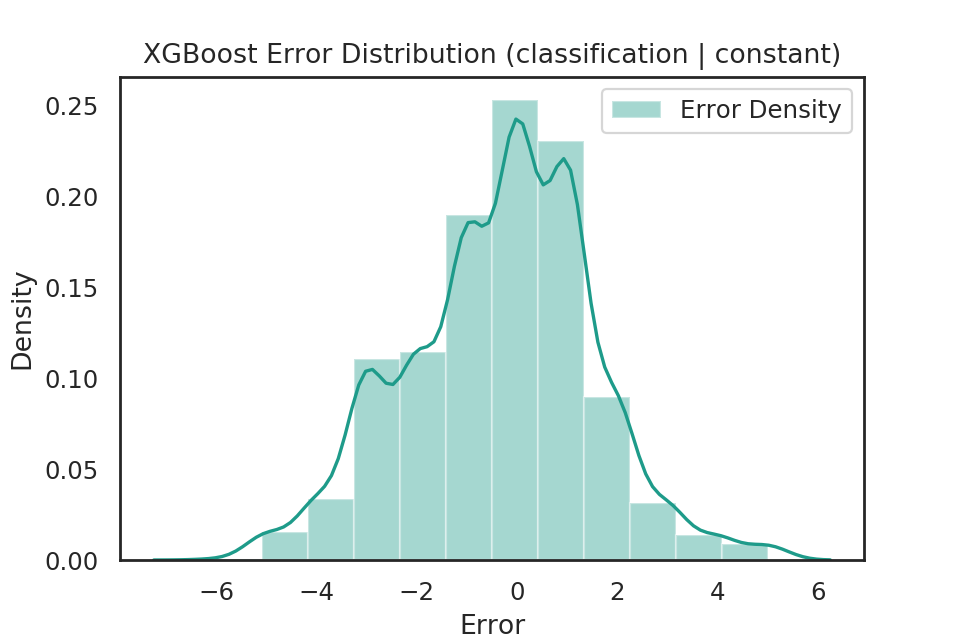 XGBoost Error Distribution (classification | constant)
Error Density
Density
0.25
0.20
0.15
0.10
0.05
0.00
−6 −4 −2 0 2 4 6
Error